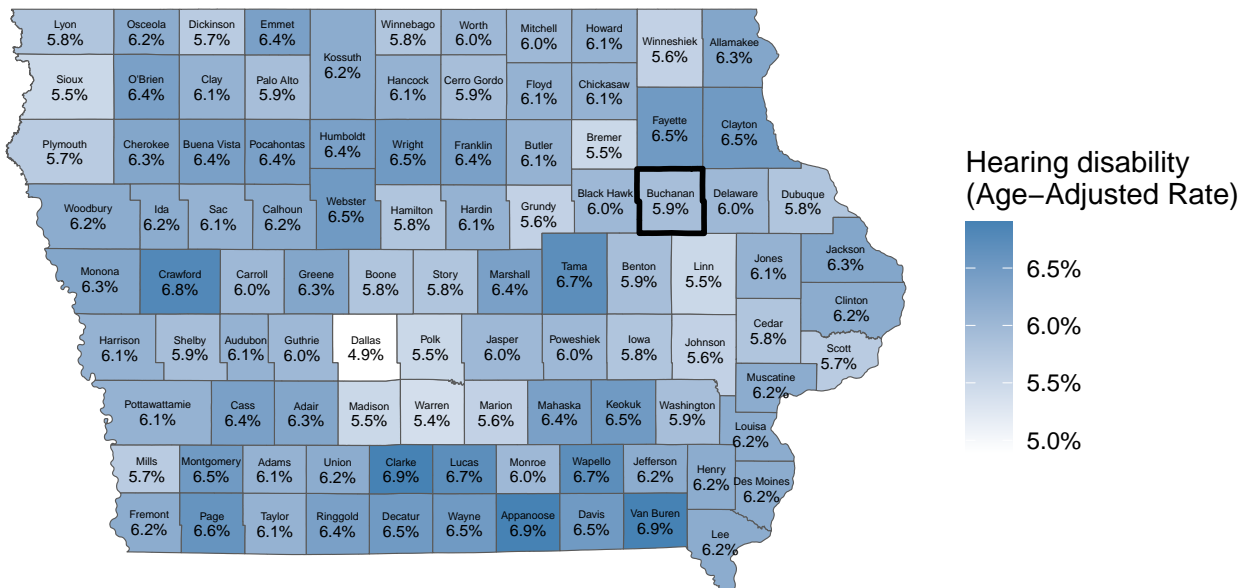 Lyon
5.8%
Osceola
6.2%
Dickinson
5.7%
Emmet
6.4%
Kossuth
6.2%
Winnebago
5.8%
Worth
6.0%
Mitchell
6.0%
Howard
6.1%
Winneshiek
5.6%
Allamakee
6.3%
Sioux
5.5%
O'Brien
6.4%
Clay
6.1%
Palo Alto
5.9%
Hancock
6.1%
Cerro Gordo
5.9%
Floyd
6.1%
Chickasaw
6.1%
Fayette
6.5%
Clayton
6.5%
Plymouth
5.7%
Cherokee
6.3%
Buena Vista
6.4%
Pocahontas
6.4%
Humboldt
6.4%
Wright
6.5%
Franklin
6.4%
Butler
6.1%
Bremer
5.5%
Woodbury
6.2%
Ida
6.2%
Sac
6.1%
Calhoun
6.2%
Webster
6.5%
Hamilton
5.8%
Hardin
6.1%
Grundy
5.6%
Black Hawk
6.0%
Buchanan
5.9%
Delaware
6.0%
Dubuque
5.8%
Monona
6.3%
Crawford
6.8%
Carroll
6.0%
Greene
6.3%
Boone
5.8%
Story
5.8%
Marshall
6.4%
Tama
6.7%
Benton
5.9%
Linn
5.5%
Jones
6.1%
Jackson
6.3%
Clinton
6.2%
Harrison
6.1%
Shelby
5.9%
Audubon
6.1%
Guthrie
6.0%
Dallas
4.9%
Polk
5.5%
Jasper
6.0%
Poweshiek
6.0%
Iowa
5.8%
Johnson
5.6%
Cedar
5.8%
Scott
5.7%
Muscatine
6.2%
Pottawattamie
6.1%
Cass
6.4%
Adair
6.3%
Madison
5.5%
Warren
5.4%
Marion
5.6%
Mahaska
6.4%
Keokuk
6.5%
Washington
5.9%
Louisa
6.2%
Mills
5.7%
Montgomery
6.5%
Adams
6.1%
Union
6.2%
Clarke
6.9%
Lucas
6.7%
Monroe
6.0%
Wapello
6.7%
Jefferson
6.2%
Henry
6.2%
Des Moines
6.2%
Fremont
6.2%
Page
6.6%
Taylor
6.1%
Ringgold
6.4%
Decatur
6.5%
Wayne
6.5%
Appanoose
6.9%
Davis
6.5%
Van Buren
6.9%
Lee
6.2%
Hearing disability
(Age−Adjusted Rate)
6.5%
6.0%
5.5%
5.0%